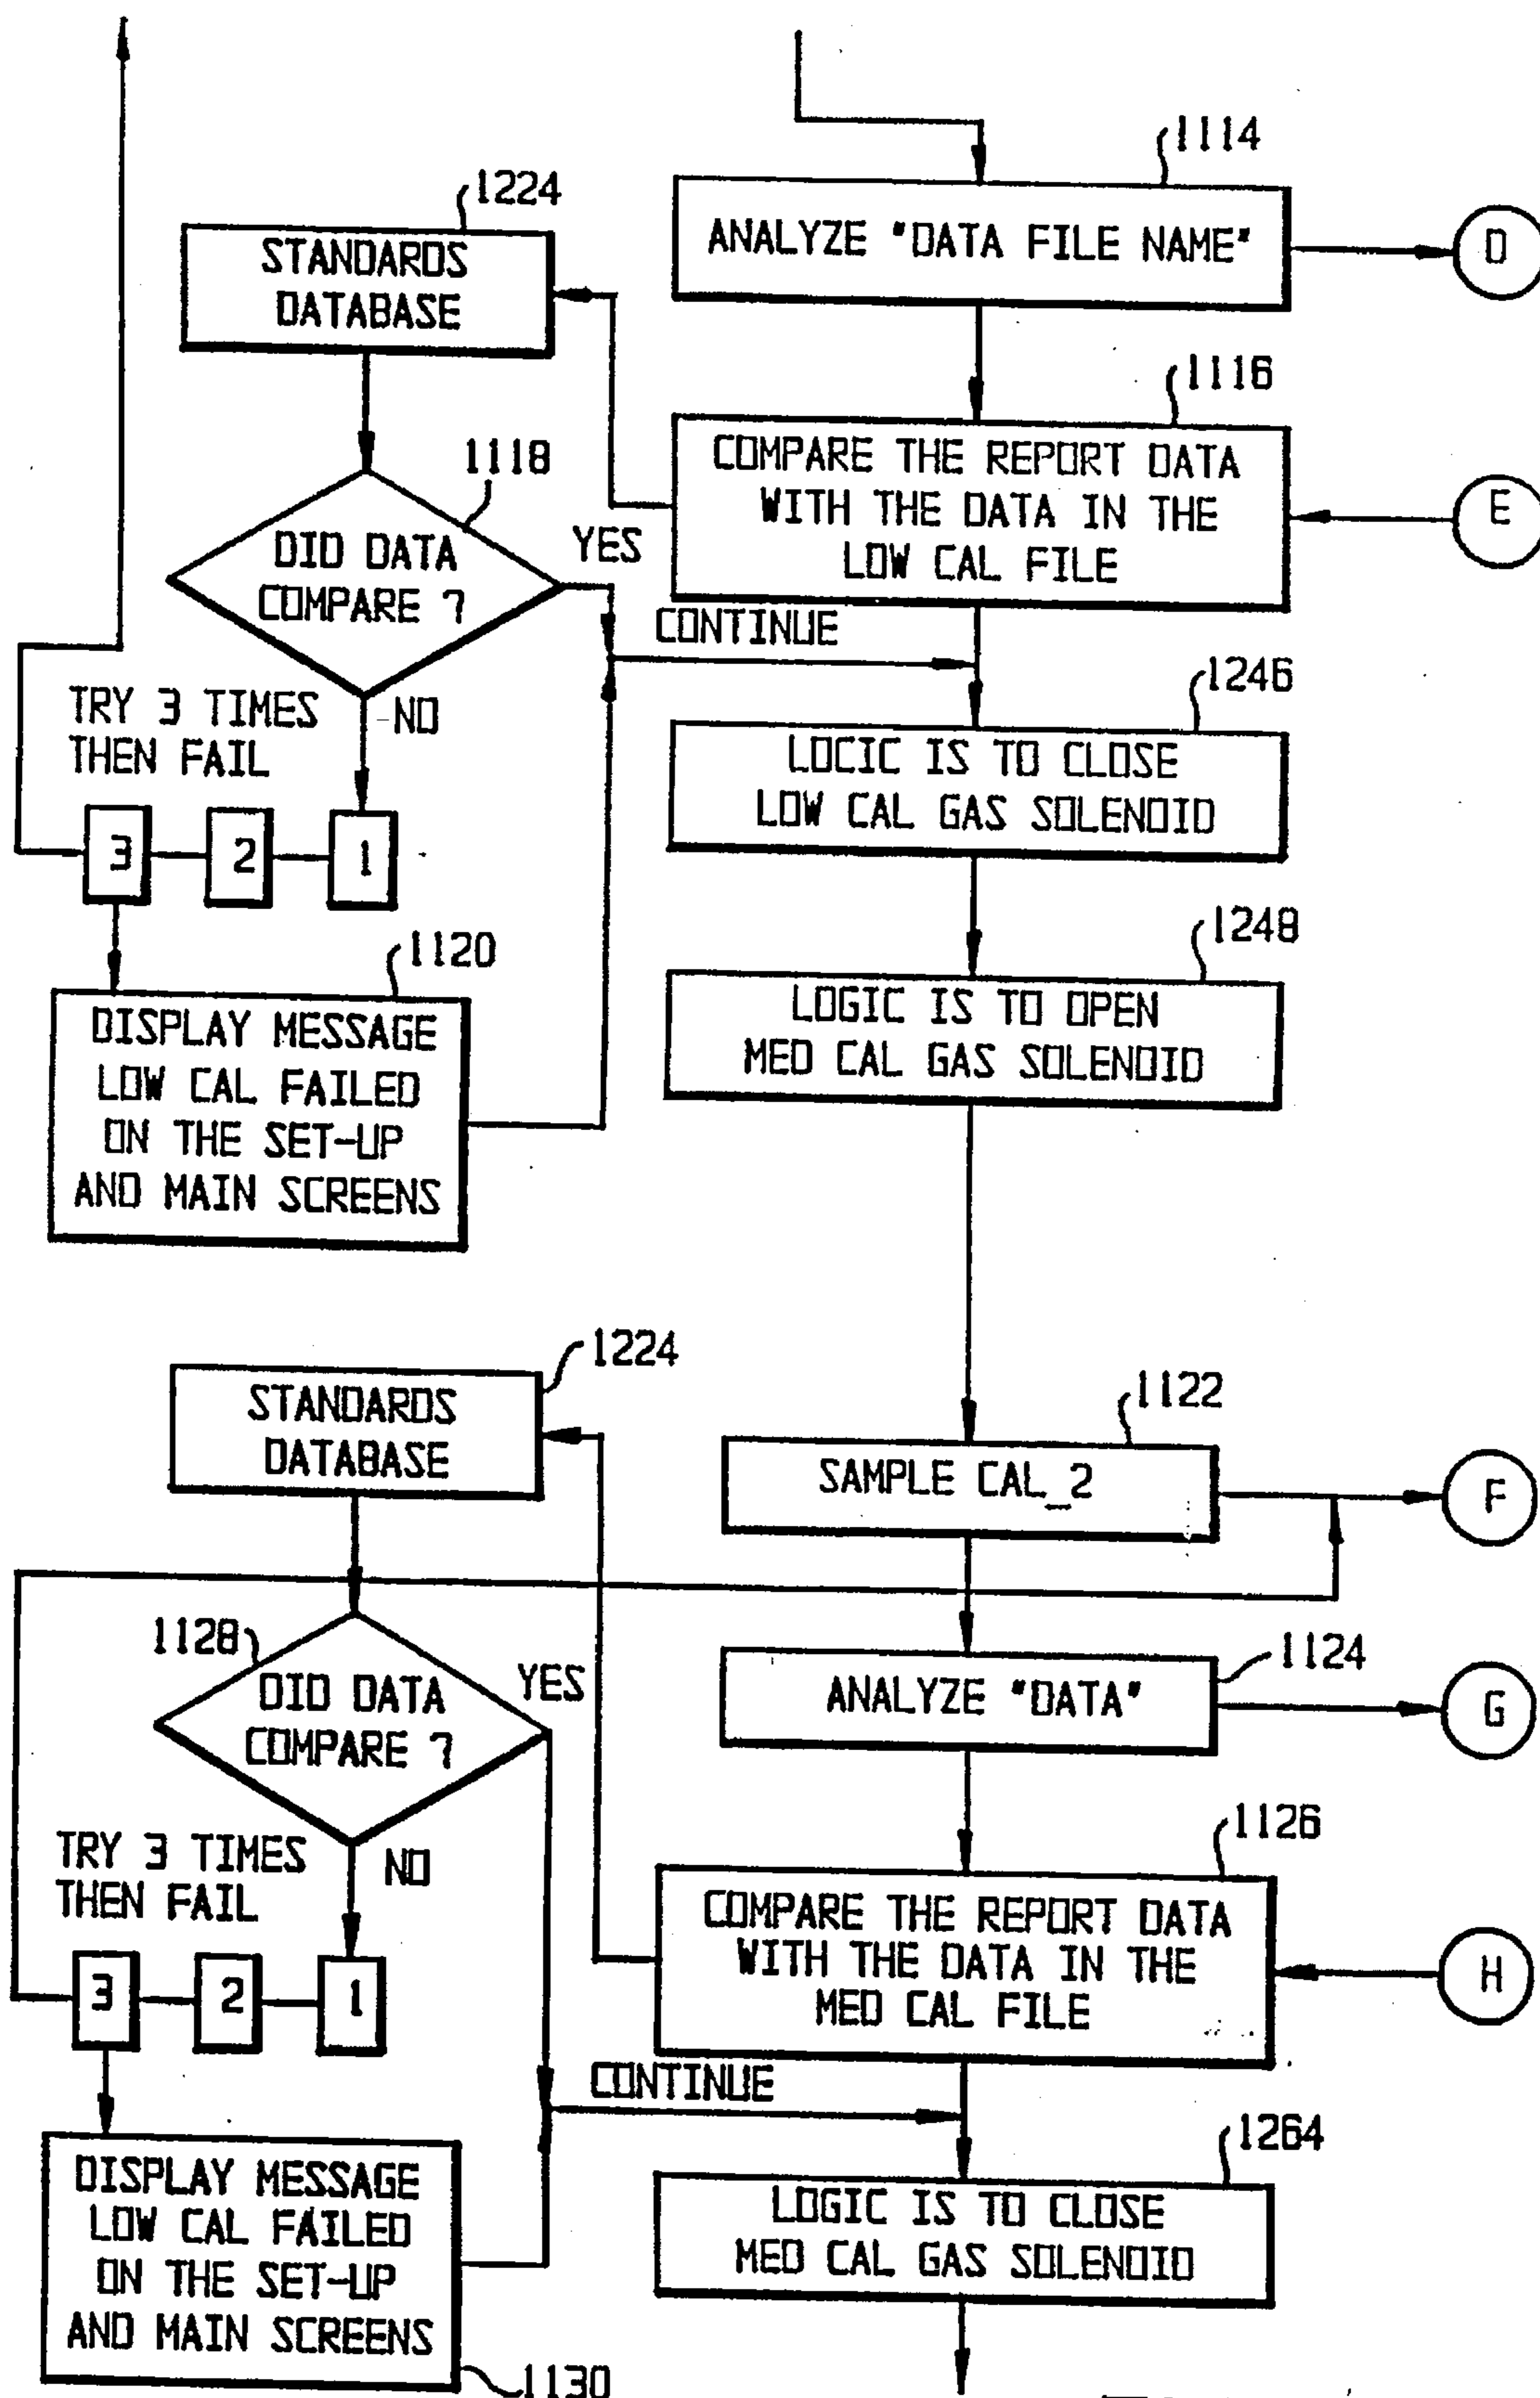 1114
ANALYZE "DATA FILE NAME"
D
1224
STANDARDS
DATABASE
1116
COMPARE THE REPORT DATA
WITH THE DATA IN THE
LOW CAL FILE
E
1118
DID DATA
COMPARE ?
YES
CONTINUE
NO
TRY 3 TIMES
THEN FAIL
3
2
1
1246
LOCIC IS TO CLOSE
LOW CAL GAS SOLENOID
1120
DISPLAY MESSAGE
LOW CAL FAILED
ON THE SET-UP
AND MAIN SCREENS
1248
LOGIC IS TO OPEN
MED CAL GAS SOLENOID
1224
STANDARDS
DATABASE
1122
SAMPLE CAL_2
F
1128
DID DATA
COMPARE ?
YES
NO
1124
ANALYZE "DATA"
G
TRY 3 TIMES
THEN FAIL
3
2
1
1126
COMPARE THE REPORT DATA
WITH THE DATA IN THE
MED CAL FILE
H
CONTINUE
1264
LOGIC IS TO CLOSE
MED CAL GAS SOLENOID
DISPLAY MESSAGE
LOW CAL FAILED
ON THE SET-UP
AND MAIN SCREENS
1130